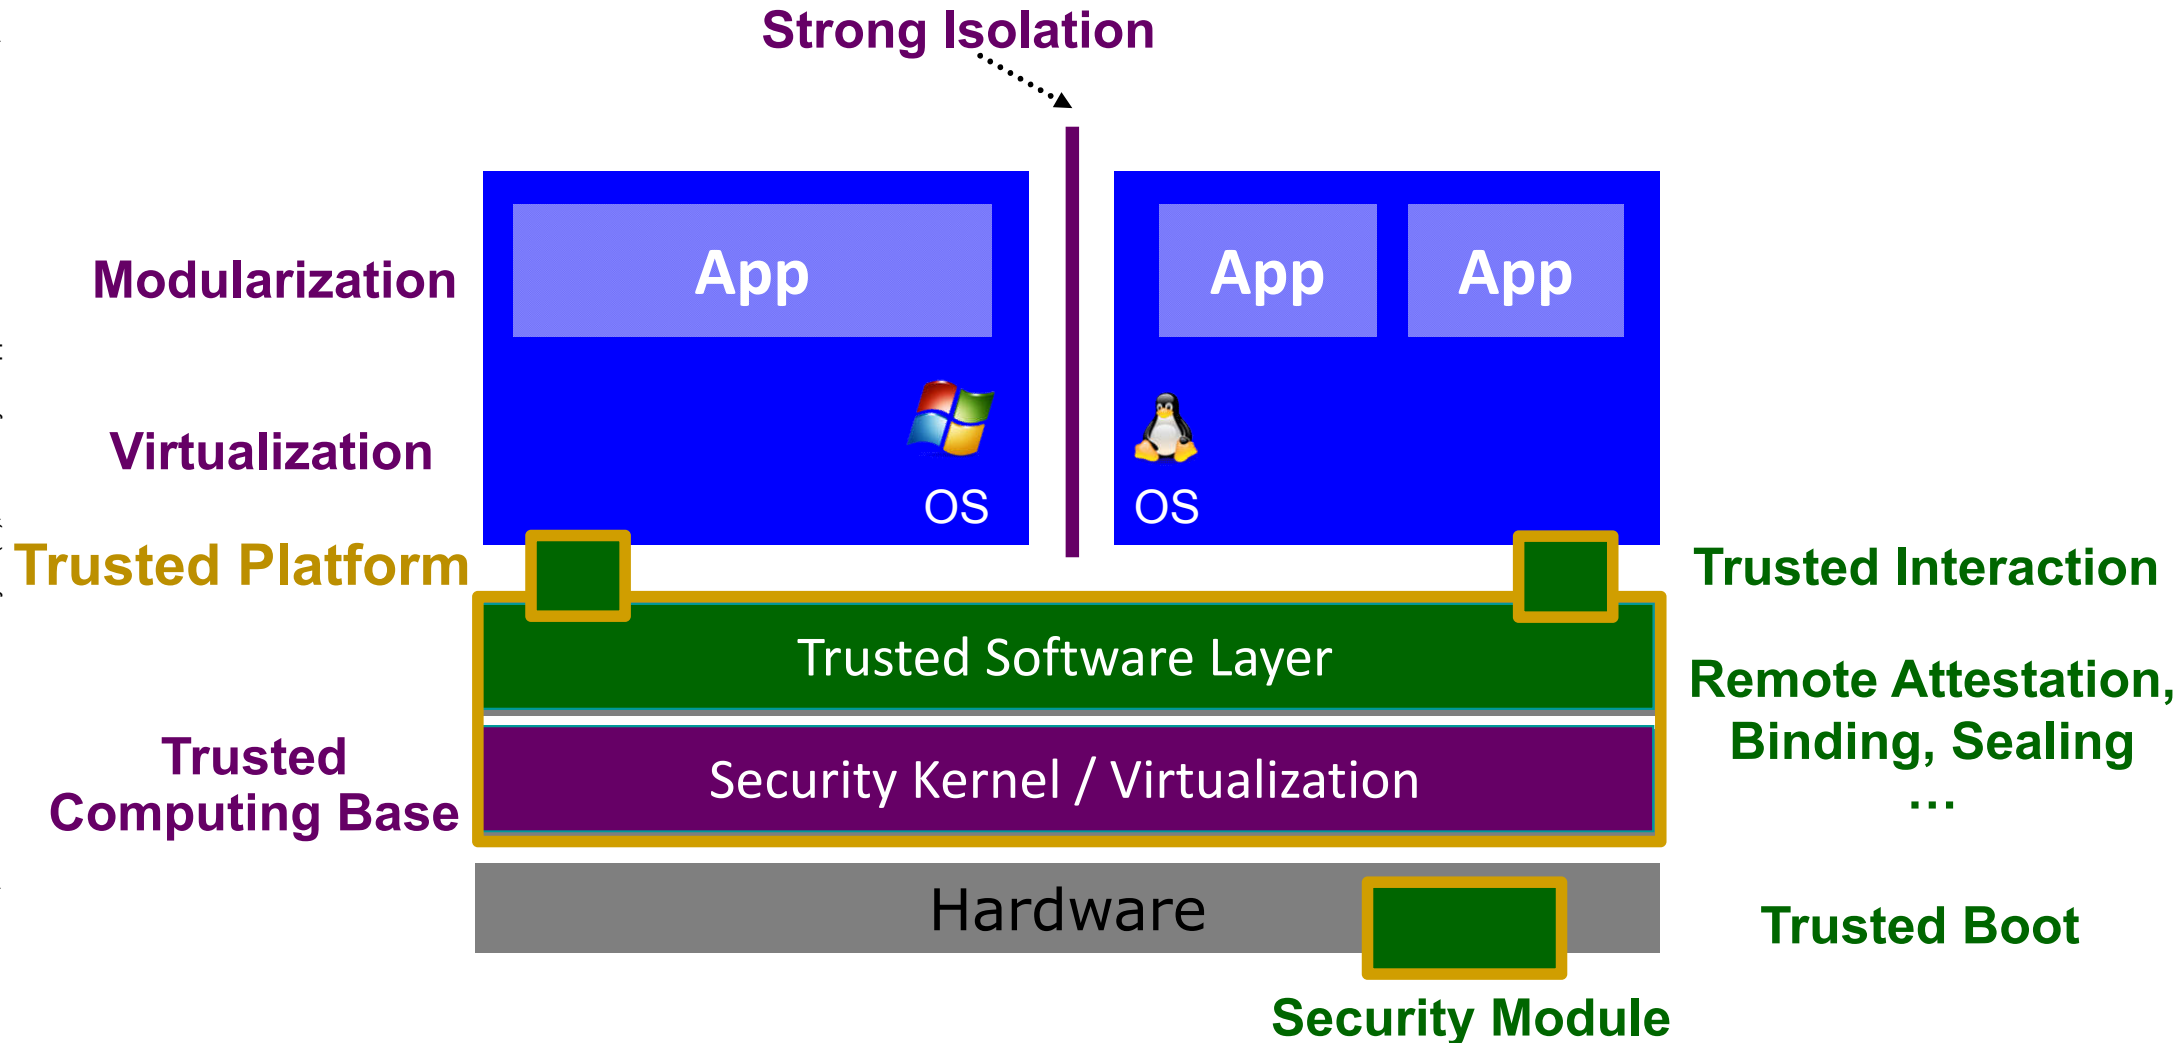 Strong Isolation
Modularization
App
App
App
Virtualization
OS
OS
Trusted Platform
Trusted Interaction
Trusted Software Layer
Remote Attestation,
Binding, Sealing
…
Trusted
Computing Base
Security Kernel / Virtualization
Hardware
Trusted Boot
Security Module